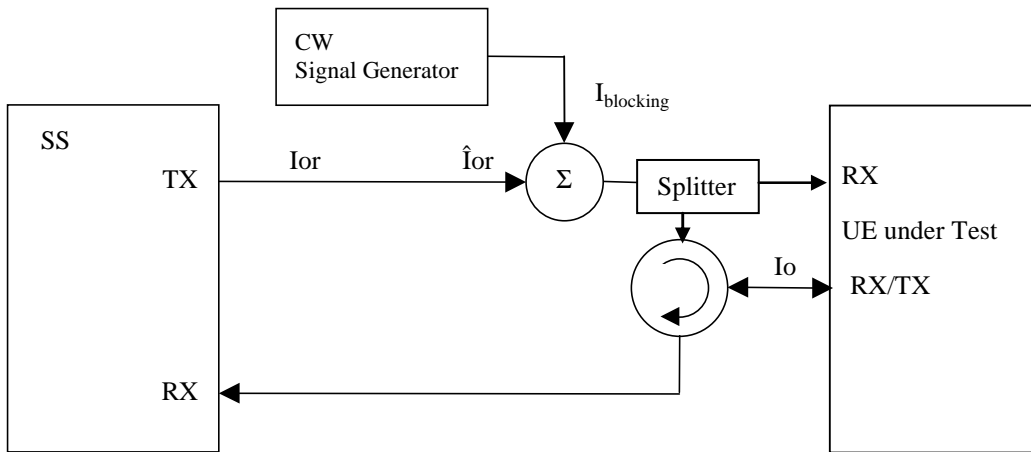 CW
Signal Generator
I_blocking
SS
TX
Ior
Îor
Σ
Splitter
RX
UE under Test
Io
RX/TX
RX